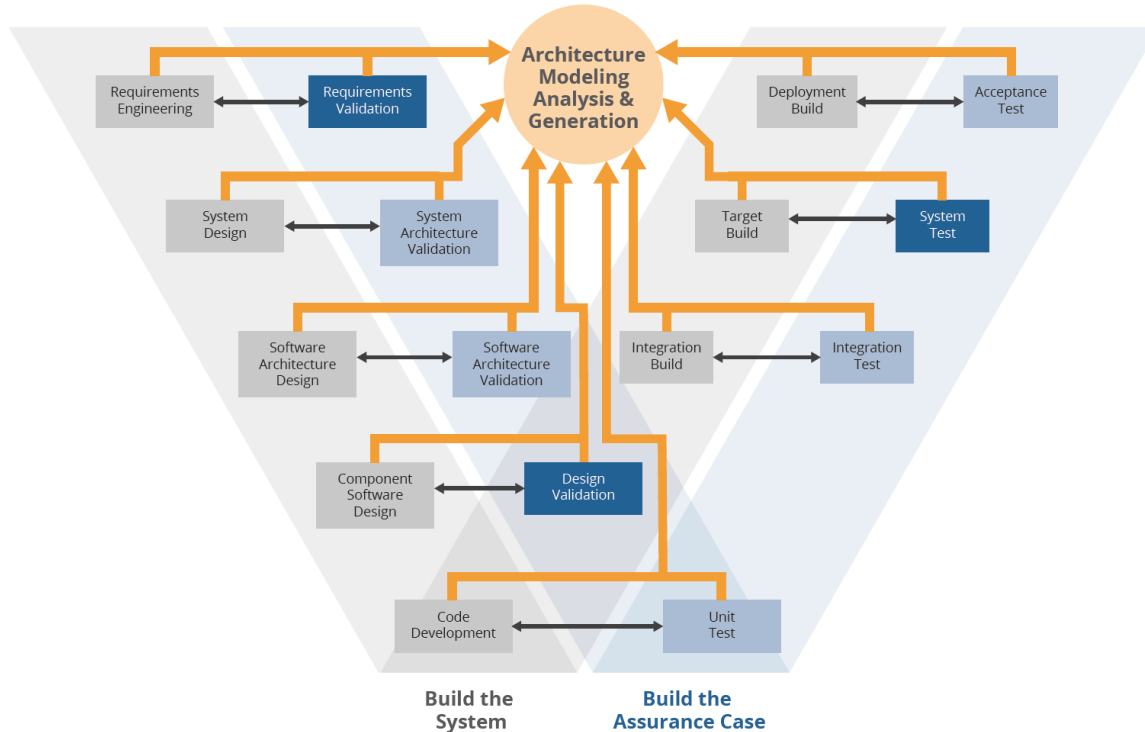 Architecture
Modeling
Analysis &
Generation
Requirements
Engineering
Requirements
Validation
Deployment
Build
Acceptance
Test
System
Design
System
Architecture
Validation
Target
Build
System
Test
Software
Architecture
Design
Software
Architecture
Validation
Integration
Build
Integration
Test
Component
Software
Design
Design
Validation
Code
Development
Unit
Test
Build the
System
Build the
Assurance Case